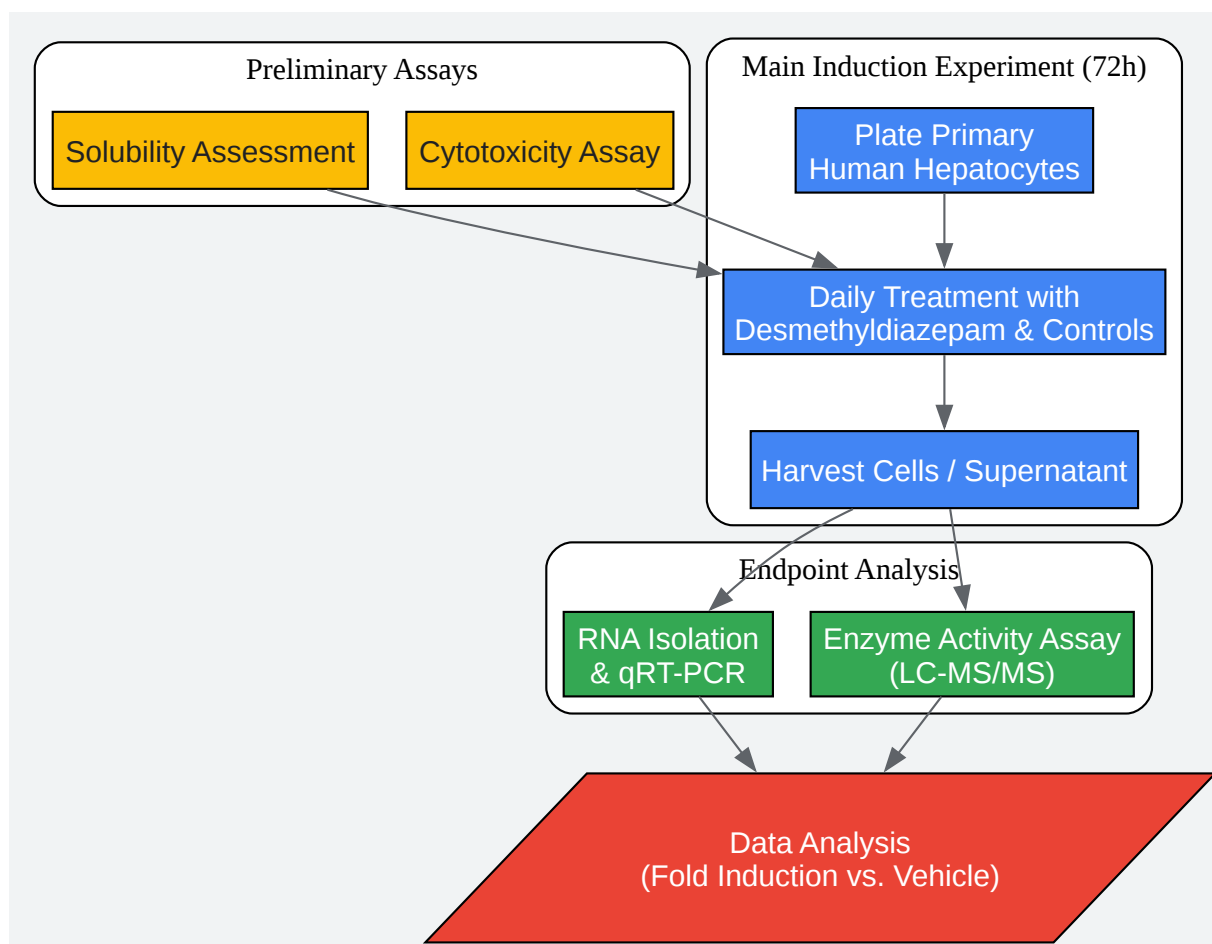 Preliminary Assays
Solubility Assessment
Cytotoxicity Assay
Main Induction Experiment (72h)
Plate Primary
Human Hepatocytes
Daily Treatment with
Desmethyldiazepam & Controls
Harvest Cells / Supernatant
Endpoint Analysis
RNA Isolation
& qRT-PCR
Enzyme Activity Assay
(LC-MS/MS)
Data Analysis
(Fold Induction vs. Vehicle)